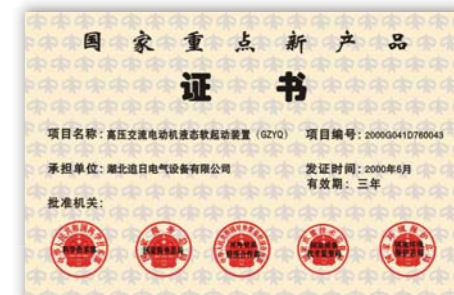 国家重点新产品
证书
项目名称：高压交流电动机液态软起动装置（GZYQ） 项目编号：2000G041D760043
承担单位：湖北追日电气设备有限公司 发证时间：2000年6月
有效期：三年
批准机关：